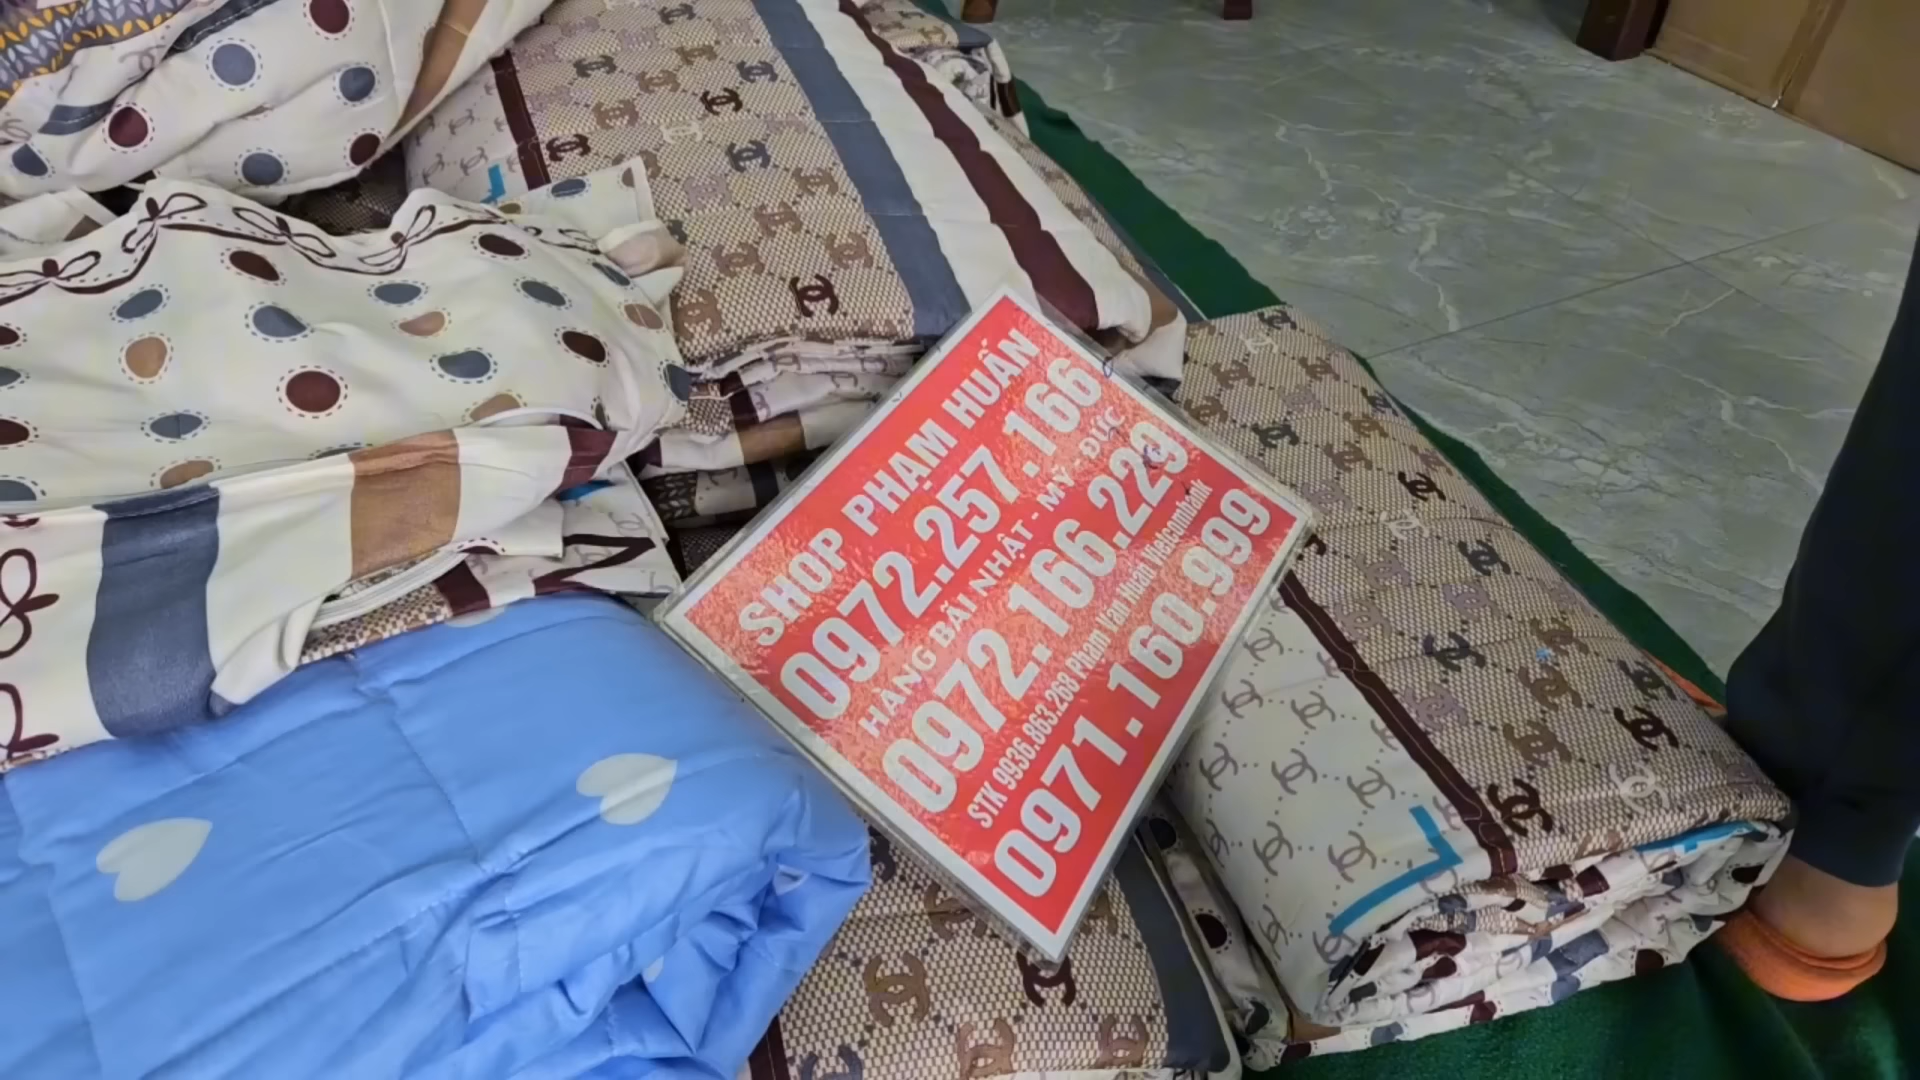 SHOP PHẠM HUẤN
0972.257.166
HÀNG BÃI NHẬT - MỸ - ĐỨC
0972.166.229
STK 9936.863.268 Phạm Văn Huấn Vietcombank
0971.160.999